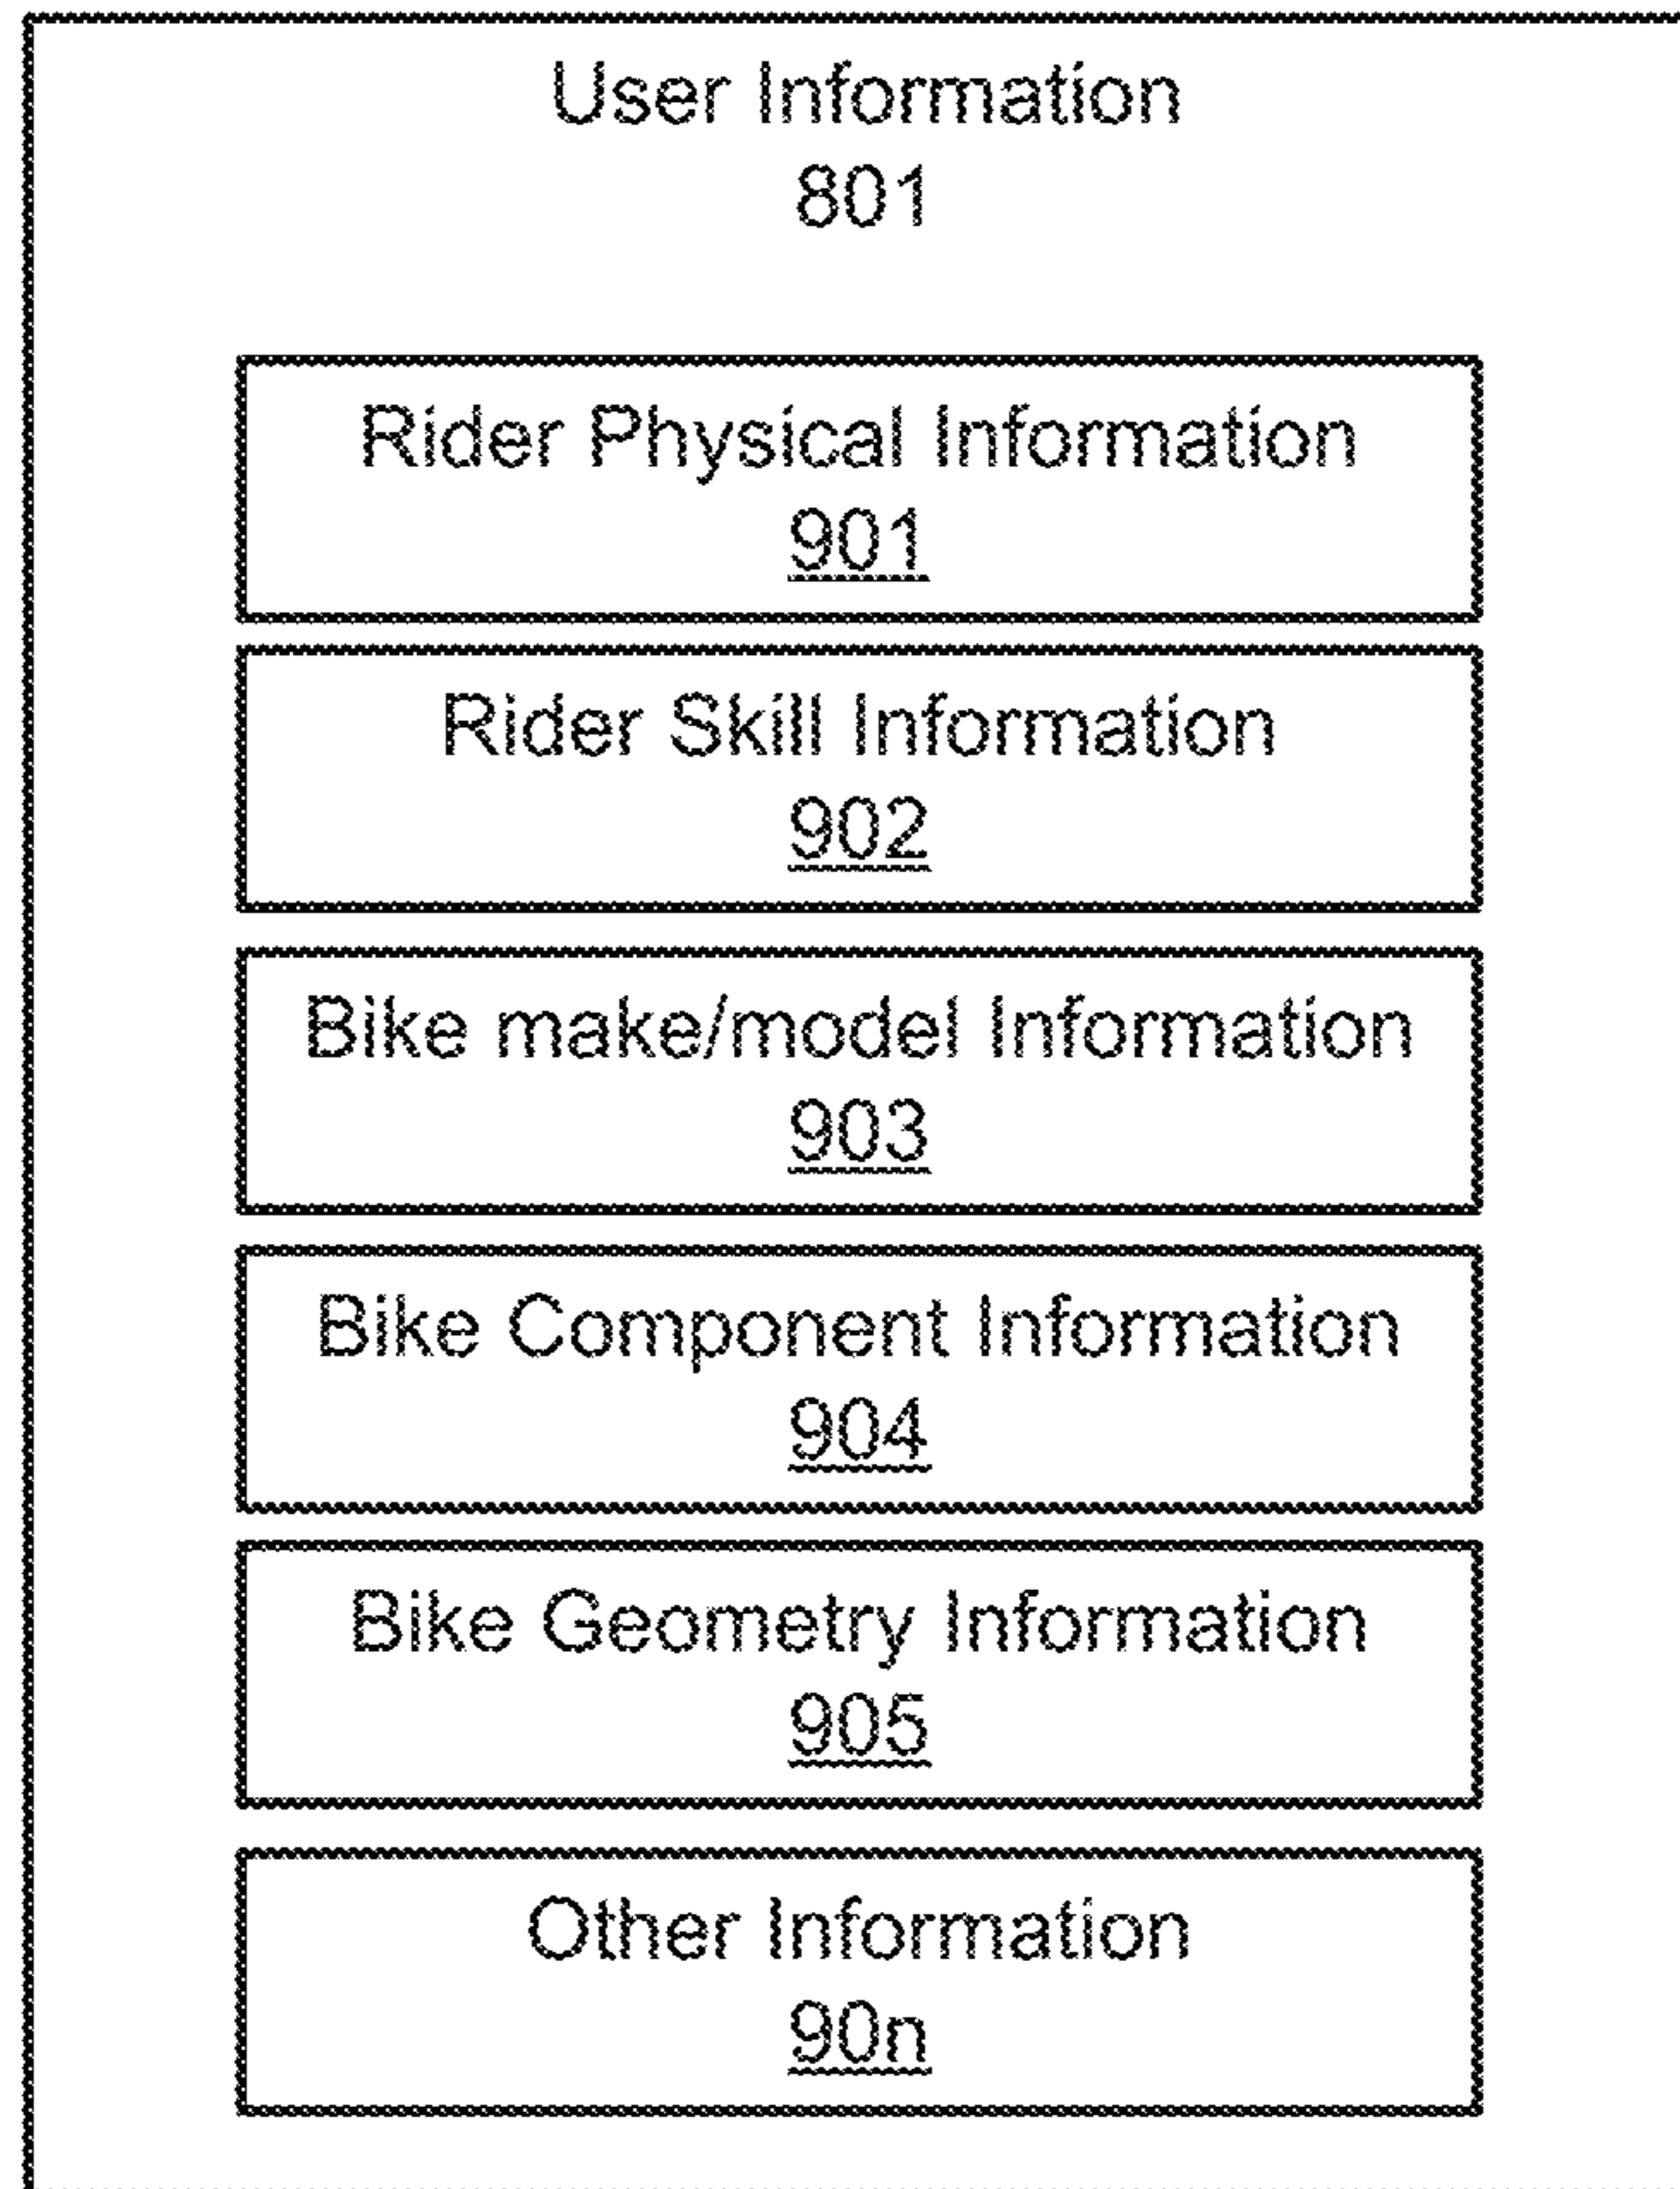 User Information
801
Rider Physical Information
901
Rider Skill Information
902
Bike make/model Information
903
Bike Component Information
904
Bike Geometry Information
905
Other Information
90n